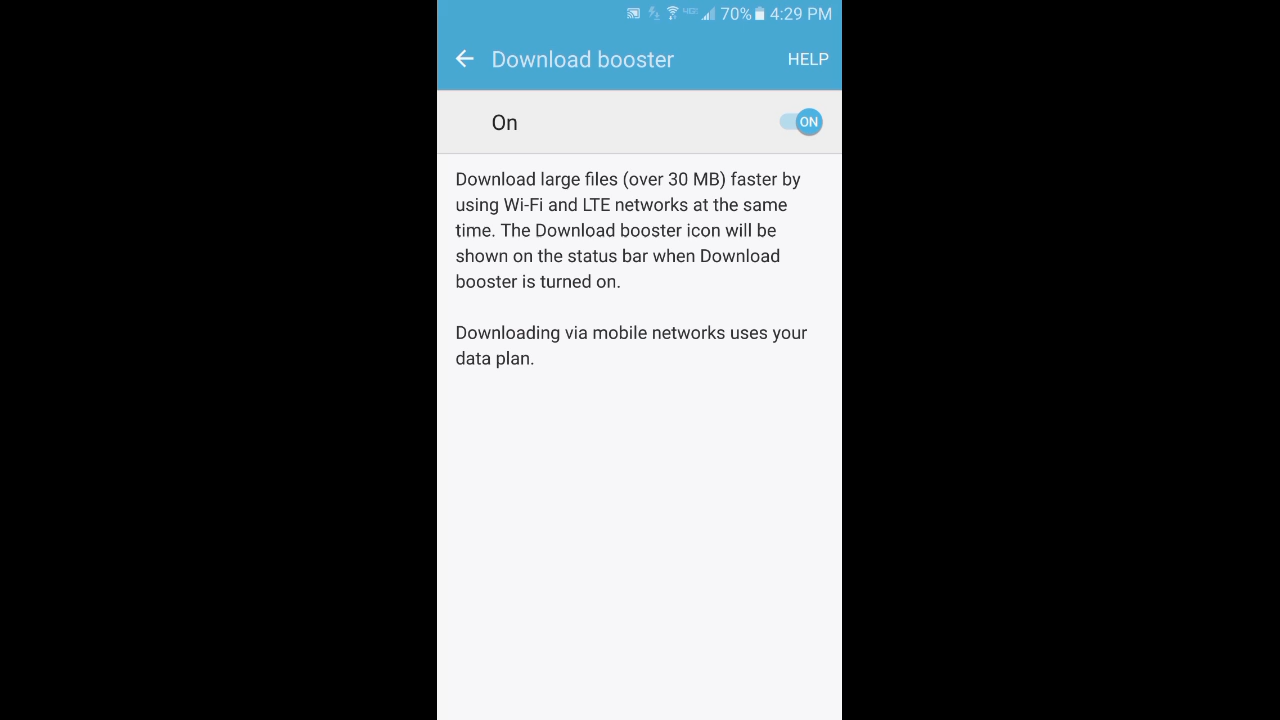 70% 4:29 PM
Download booster HELP
On ON
Download large files (over 30 MB) faster by
using Wi-Fi and LTE networks at the same
time. The Download booster icon will be
shown on the status bar when Download
booster is turned on.
Downloading via mobile networks uses your
data plan.